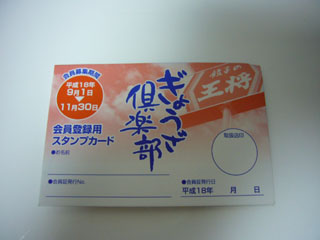 会員募集期間
平成18年
9月1日
11月30日
ぎょうざ
倶楽部
餃子の
王将
会員登録用
スタンプカード
●お名前
取扱店印
●会員証発行No.
●会員証発行日
平成18年　月　日